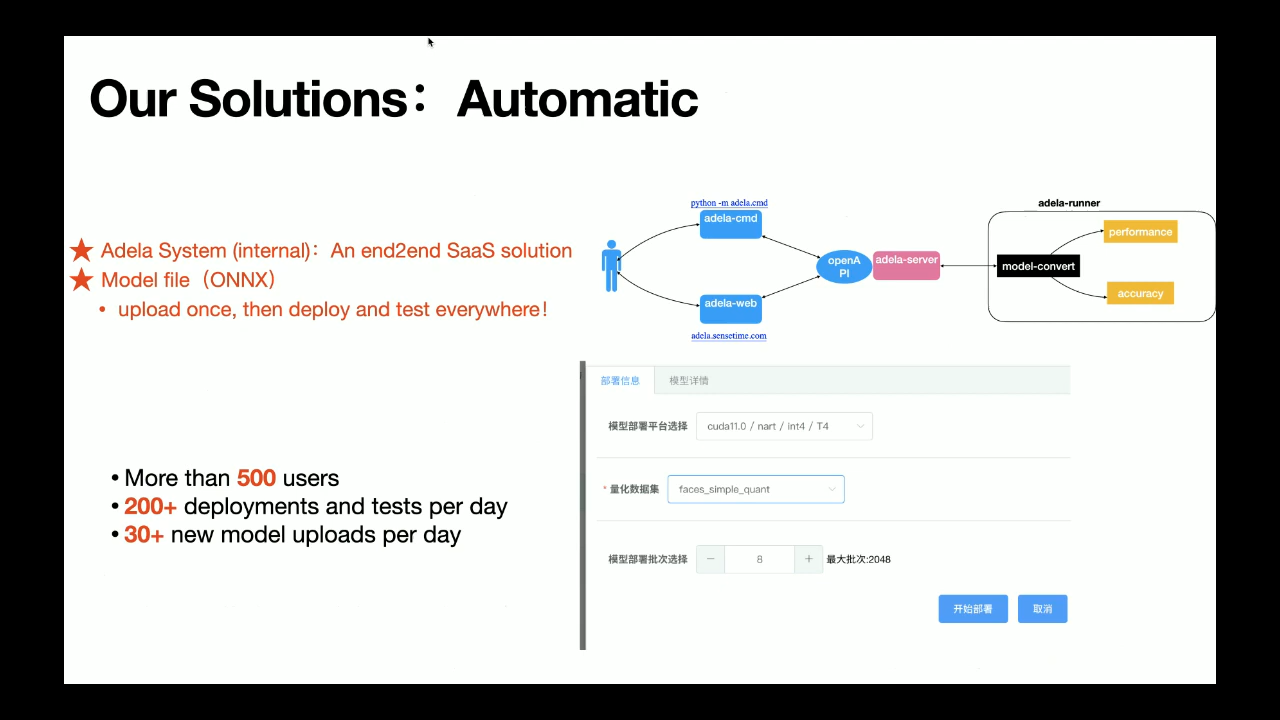 Our Solutions：Automatic
★ Adela System (internal)：An end2end SaaS solution
★ Model file（ONNX）
• upload once, then deploy and test everywhere！
• More than 500 users
• 200+ deployments and tests per day
• 30+ new model uploads per day
python -m adela.cmd
adela-cmd
adela-web
adela.sensetime.com
openA
PI
adela-server
adela-runner
model-convert
performance
accuracy
部署信息 模型详情
模型部署平台选择 cuda11.0 / nart / int4 / T4
* 量化数据集 faces_simple_quant
模型部署批次选择 − 8 + 最大批次:2048
开始部署 取消